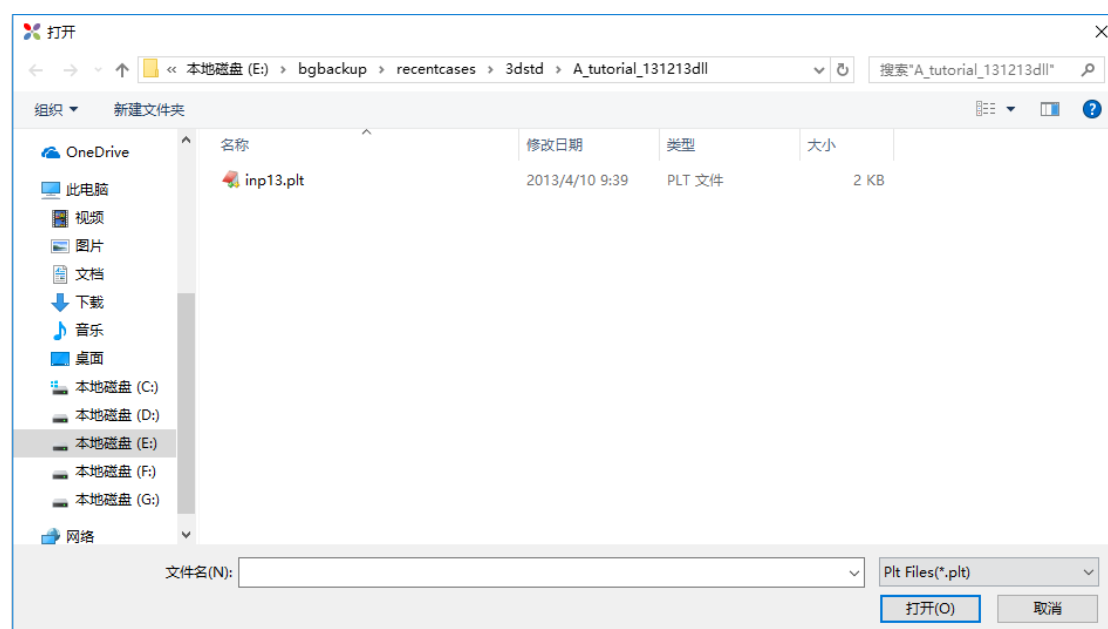 打开
« 本地磁盘 (E:) › bgbackup › recentcases › 3dstd › A_tutorial_131213dll
搜索"A_tutorial_131213dll"
组织 新建文件夹
名称 修改日期 类型 大小
inp13.plt 2013/4/10 9:39 PLT 文件 2 KB
OneDrive
此电脑
视频
图片
文档
下载
音乐
桌面
本地磁盘 (C:)
本地磁盘 (D:)
本地磁盘 (E:)
本地磁盘 (F:)
本地磁盘 (G:)
网络
文件名(N):
Plt Files(*.plt)
打开(O) 取消